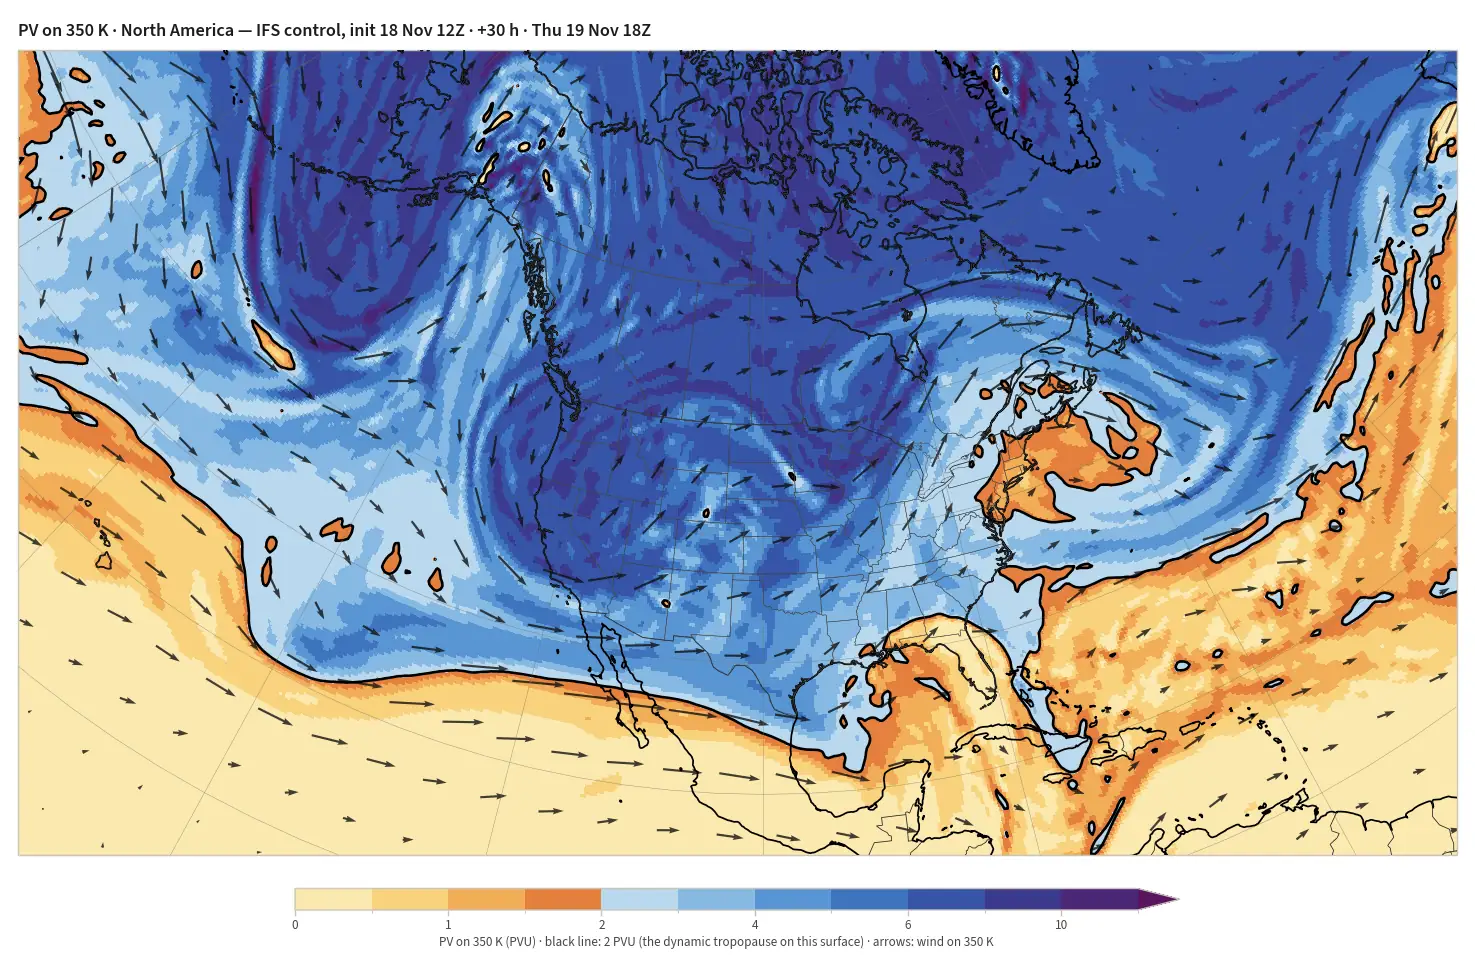 PV on 350 K · North America — IFS control, init 18 Nov 12Z · +30 h · Thu 19 Nov 18Z
0 1 2 4 6 10
PV on 350 K (PVU) · black line: 2 PVU (the dynamic tropopause on this surface) · arrows: wind on 350 K